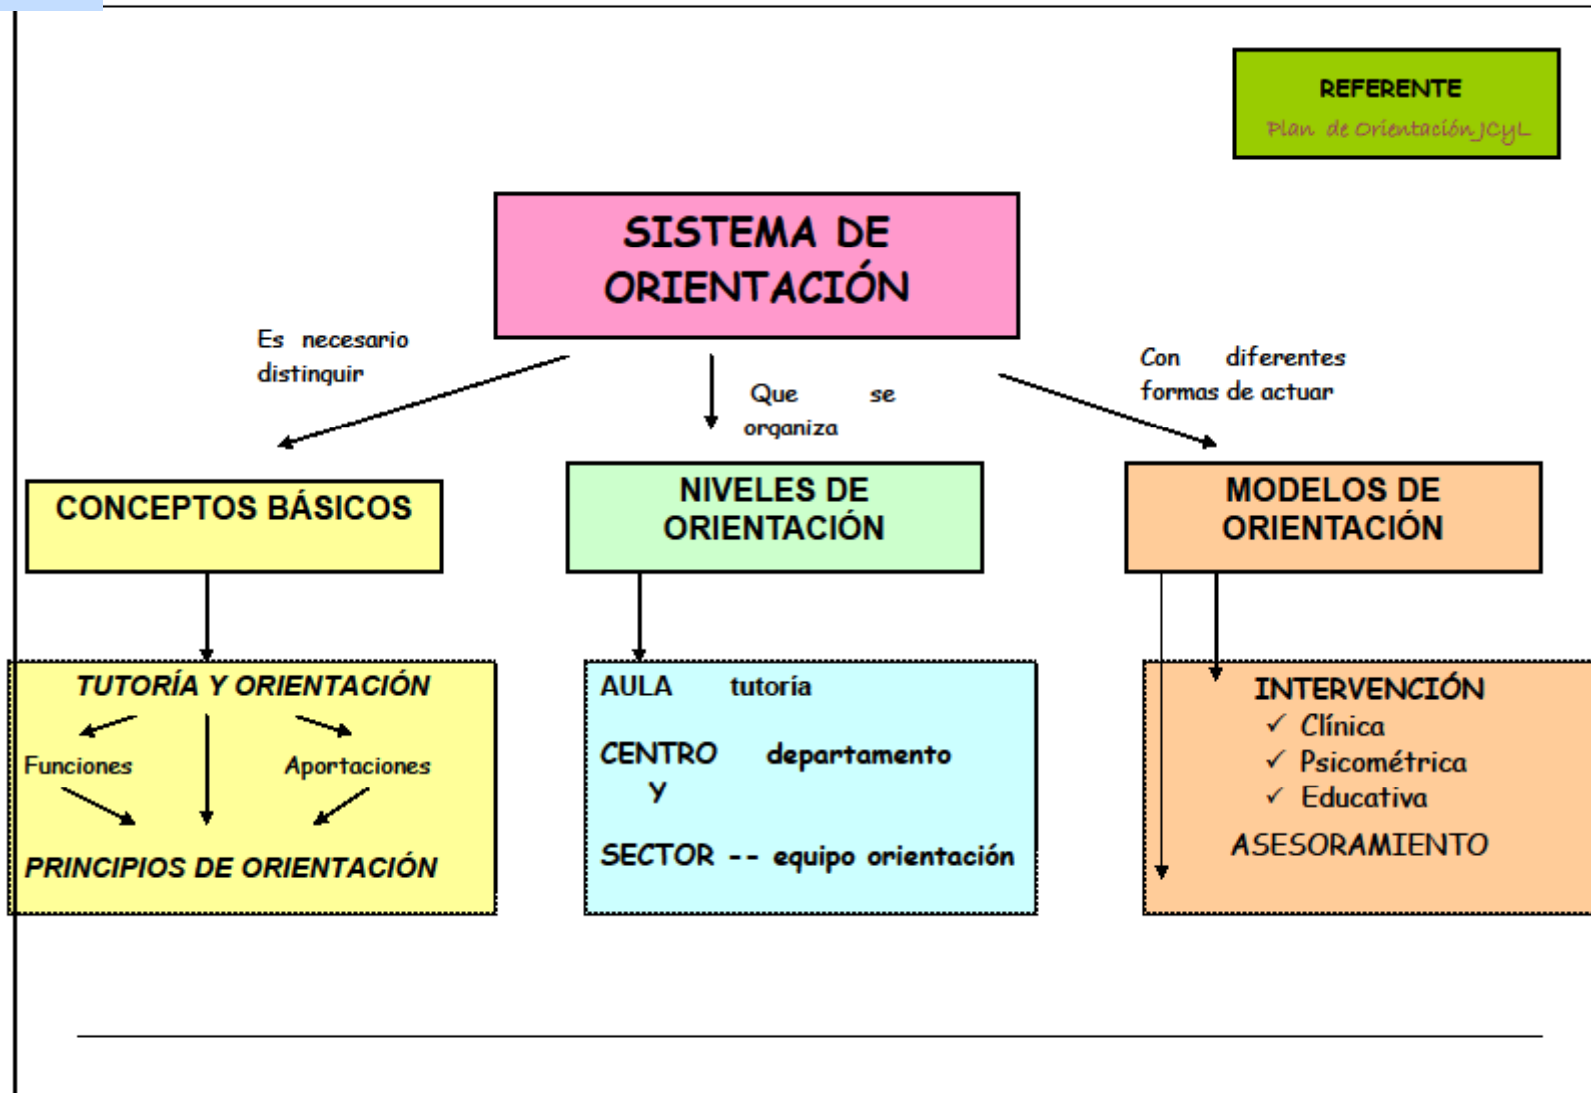 REFERENTE
Plan de Orientación JCyL
SISTEMA DE
ORIENTACIÓN
Es necesario
distinguir
Que se
organiza
Con diferentes
formas de actuar
CONCEPTOS BÁSICOS
NIVELES DE
ORIENTACIÓN
MODELOS DE
ORIENTACIÓN
TUTORÍA Y ORIENTACIÓN
Funciones Aportaciones
PRINCIPIOS DE ORIENTACIÓN
AULA tutoría
CENTRO departamento
Y
SECTOR -- equipo orientación
INTERVENCIÓN
✓ Clínica
✓ Psicométrica
✓ Educativa
ASESORAMIENTO